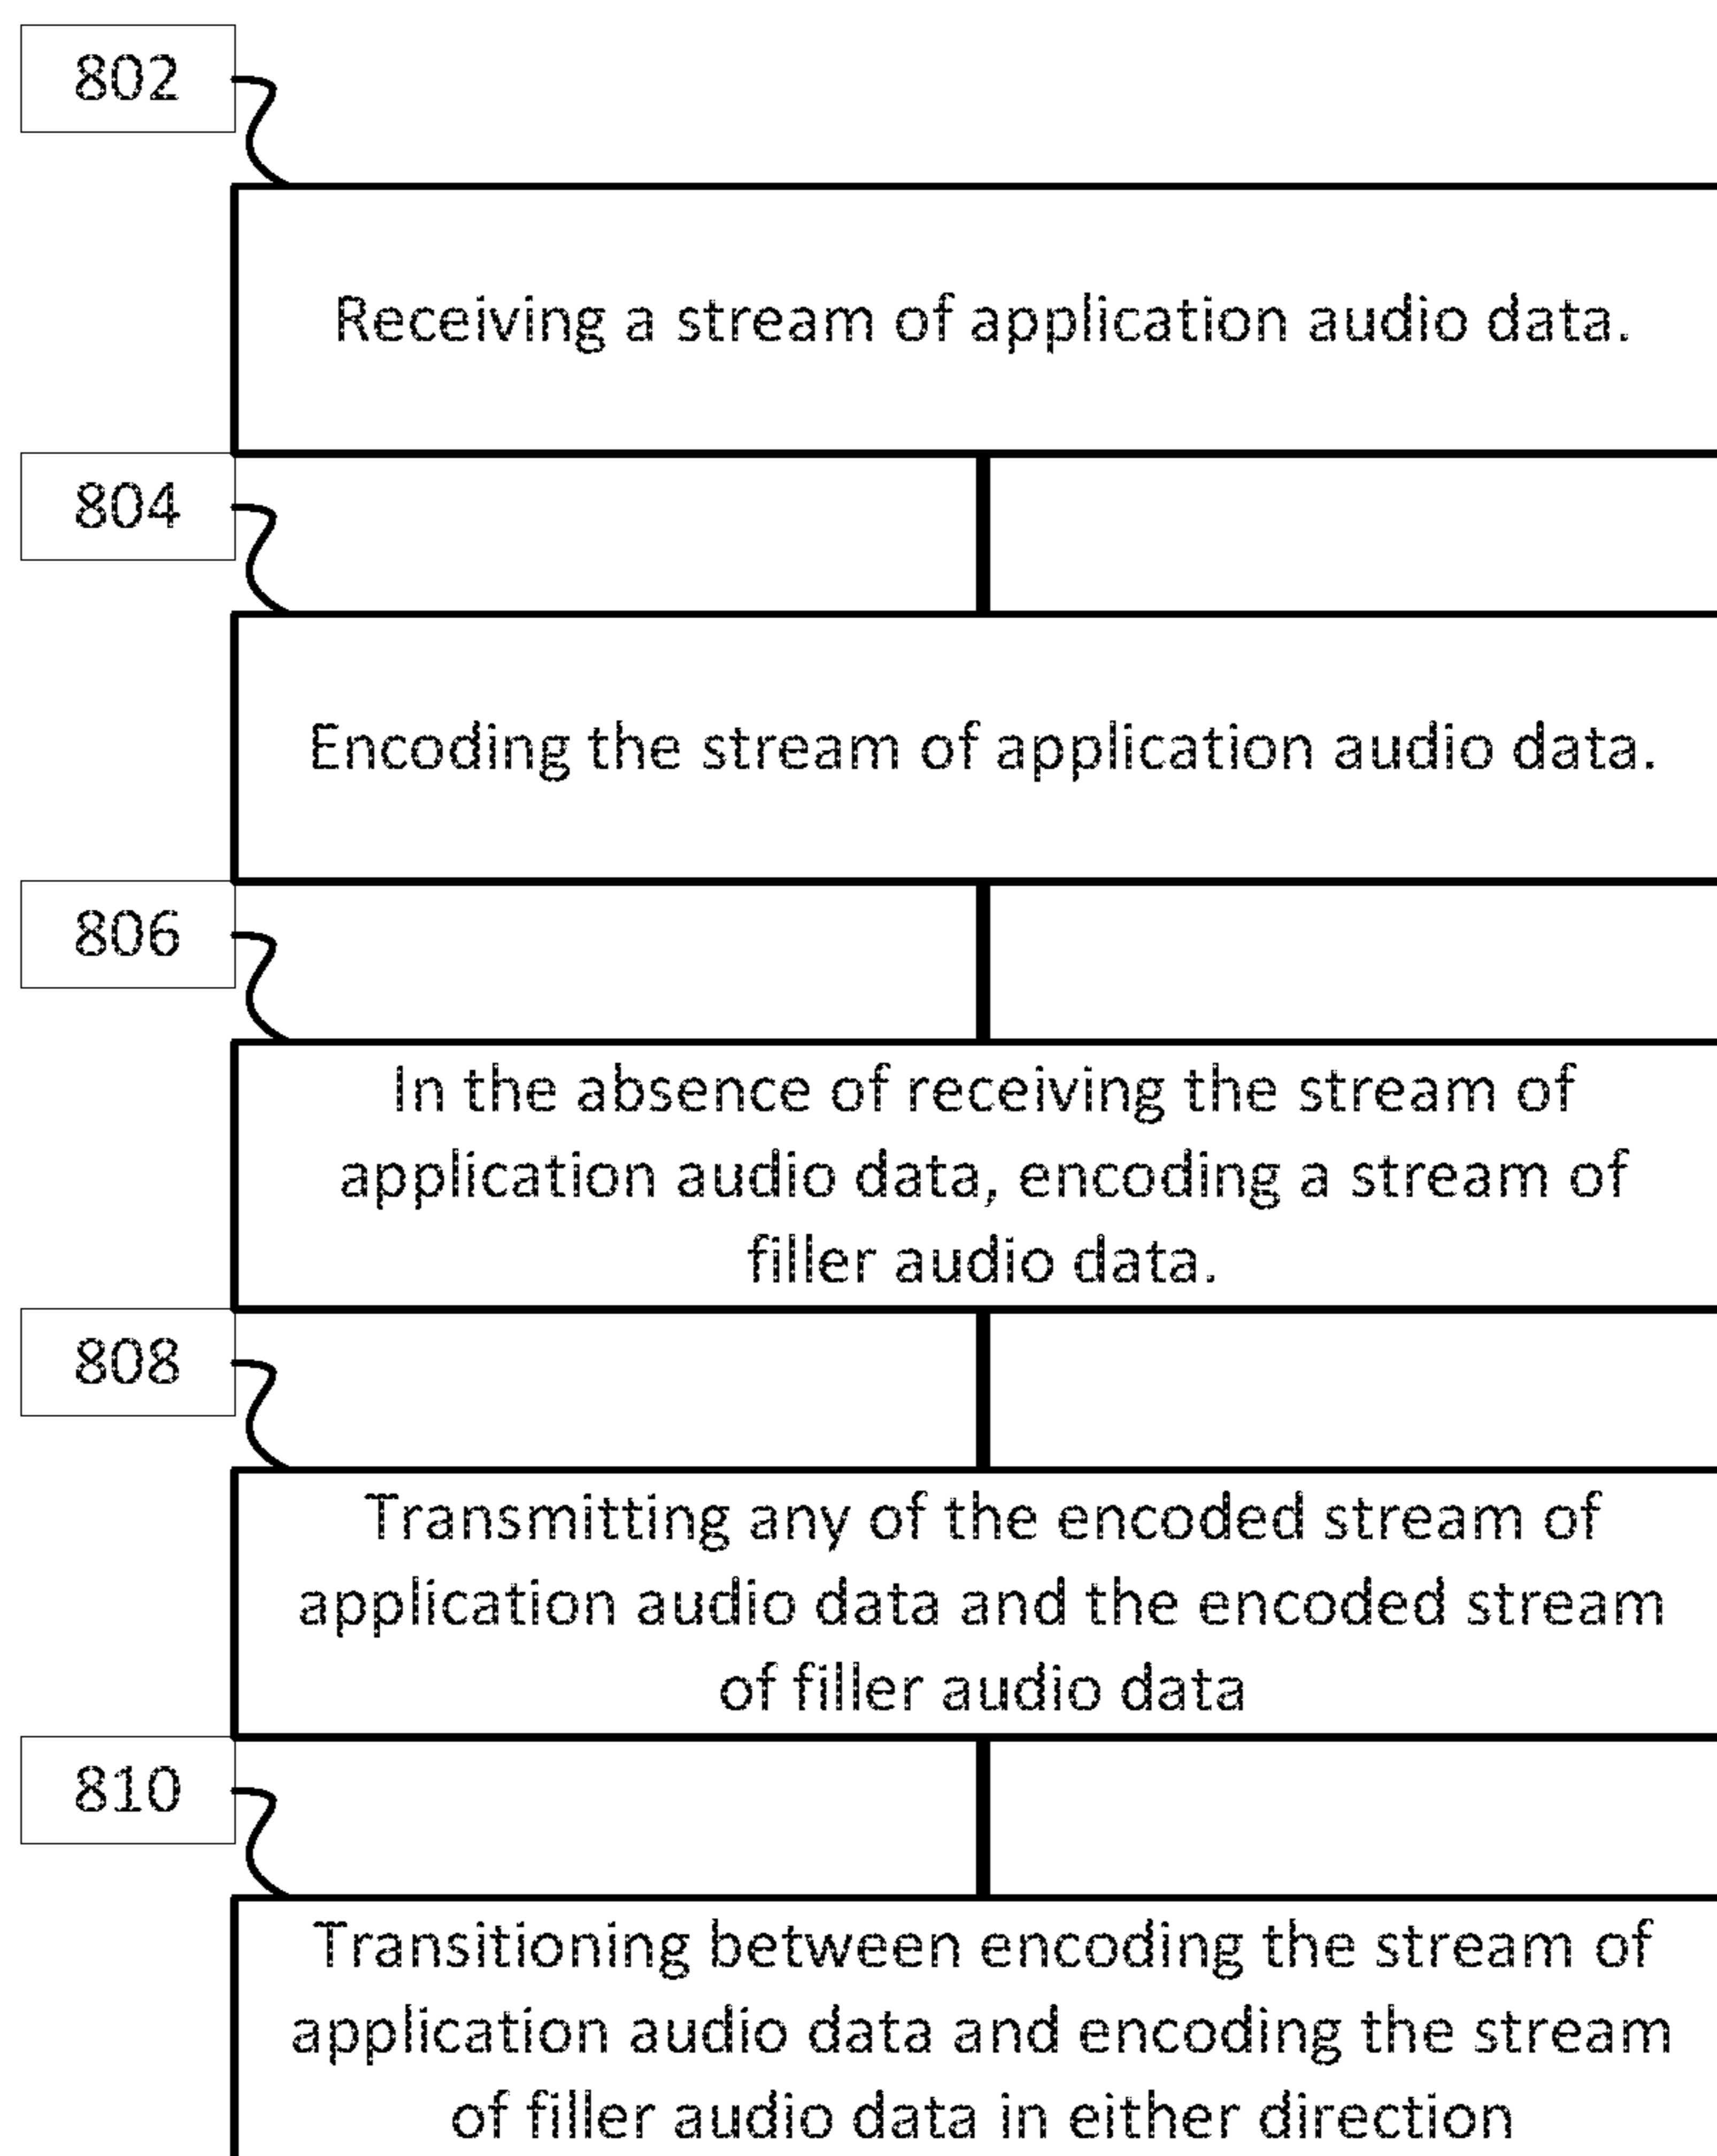 802
Receiving a stream of application audio data.
804
Encoding the stream of application audio data.
806
In the absence of receiving the stream of
application audio data, encoding a stream of
filler audio data.
808
Transmitting any of the encoded stream of
application audio data and the encoded stream
of filler audio data
810
Transitioning between encoding the stream of
application audio data and encoding the stream
of filler audio data in either direction